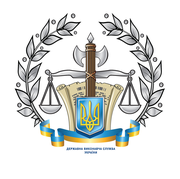 ДЕРЖАВНА ВИКОНАВЧА СЛУЖБА
УКРАЇНИ